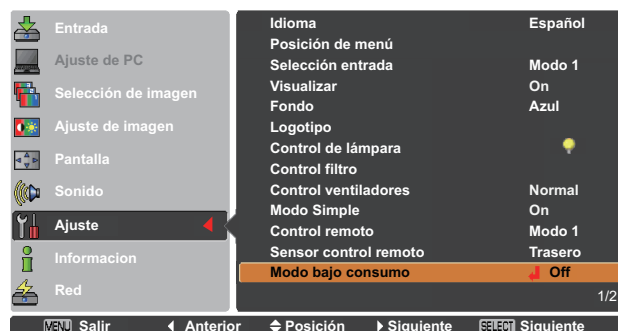 Entrada
Ajuste de PC
Selección de imagen
Ajuste de imagen
Pantalla
Sonido
Ajuste
Informacion
Red
Idioma Español
Posición de menú
Selección entrada Modo 1
Visualizar On
Fondo Azul
Logotipo
Control de lámpara
Control filtro
Control ventiladores Normal
Modo Simple On
Control remoto Modo 1
Sensor control remoto Trasero
Modo bajo consumo Off
1/2
MENU Salir Anterior Posición Siguiente SELECT Siguiente